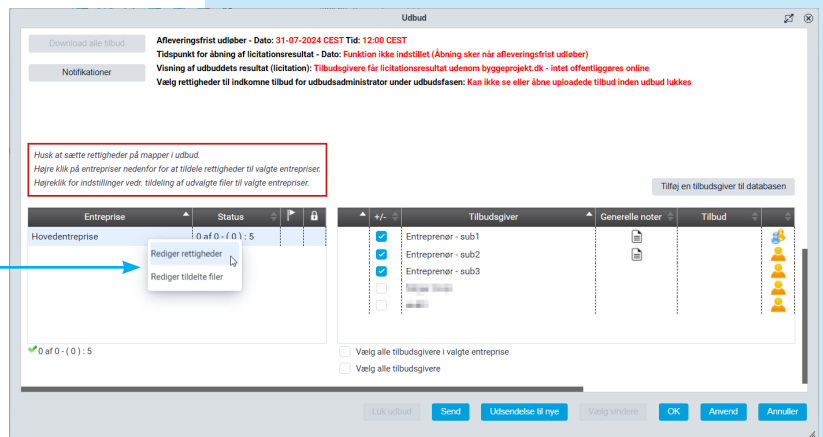 Udbud
Download alle tilbud
Notifikationer
Afleveringsfrist udløber - Dato: 31-07-2024 CEST Tid: 12:00 CEST
Tidspunkt for åbning af licitationsresultat - Dato: Funktion ikke indstillet (Åbning sker når afleveringsfrist udløber)
Visning af udbuddets resultat (licitation): Tilbudsgivere får licitationsresultat udenom byggeprojekt.dk - intet offentliggøres online
Vælg rettigheder til indkomne tilbud for udbudsadministrator under udbudsfasen: Kan ikke se eller åbne uploadede tilbud inden udbud lukkes
Husk at sætte rettigheder på mapper i udbud.
Højre klik på entrepriser nedenfor for at tildele rettigheder til valgte entrepriser.
Højreklik for indstillinger vedr. tildeling af udvalgte filer til valgte entrepriser.
Tilføj en tilbudsgiver til databasen
Entreprise Status
Hovedentreprise 0 af 0 - ( 0 ) : 5
Rediger rettigheder
Rediger tildelte filer
0 af 0 - ( 0 ) : 5
+/- Tilbudsgiver Generelle noter Tilbud
Entreprenør - sub1
Entreprenør - sub2
Entreprenør - sub3
Vælg alle tilbudsgivere i valgte entreprise
Vælg alle tilbudsgivere
Luk udbud Send Udsendelse til nye Vælg vindere OK Anvend Annuller